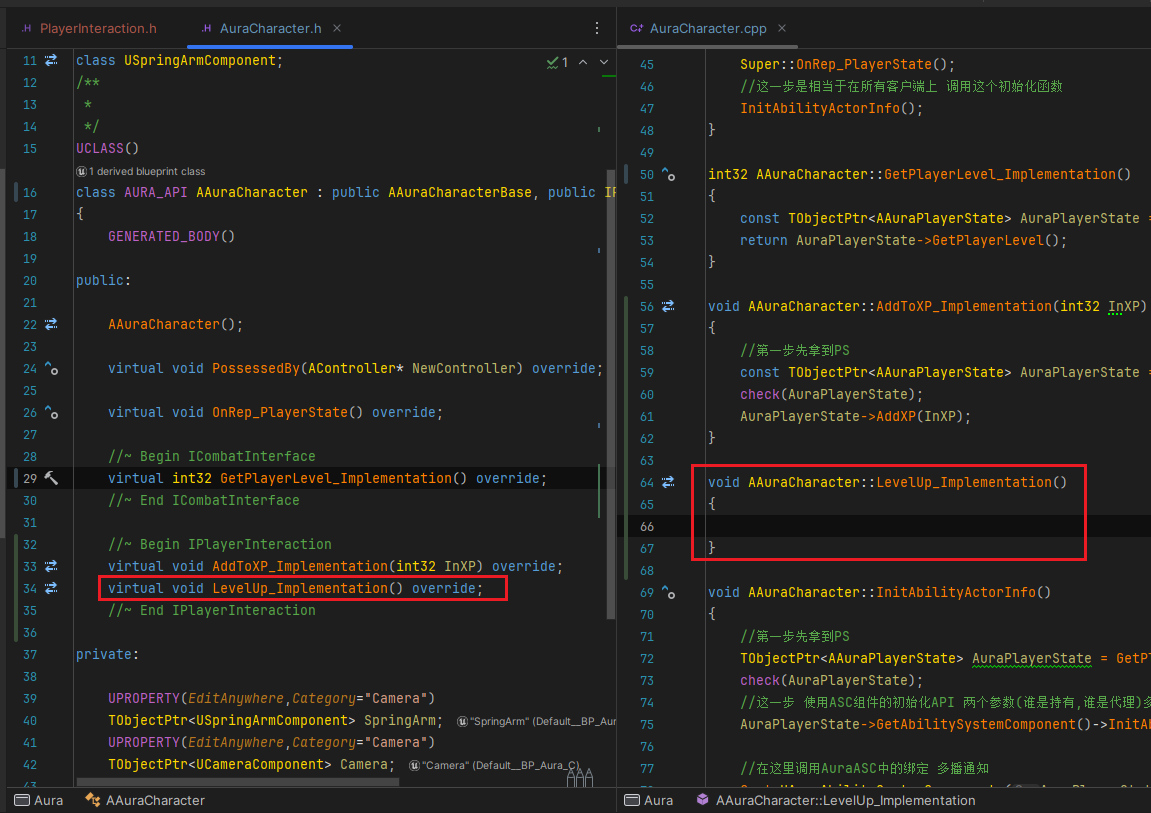 PlayerInteraction.h
AuraCharacter.h
11 class USpringArmComponent;
1
12 /**
13 *
14 */
15 UCLASS()
1 derived blueprint class
16 class AURA_API AAuraCharacter : public AAuraCharacterBase, public
17 {
18 GENERATED_BODY()
19
20 public:
21
22 AAuraCharacter();
23
24 virtual void PossessedBy(AController* NewController) override;
25
26 virtual void OnRep_PlayerState() override;
27
28 //~ Begin ICombatInterface
29 virtual int32 GetPlayerLevel_Implementation() override;
30 //~ End ICombatInterface
31
32 //~ Begin IPlayerInteraction
33 virtual void AddToXP_Implementation(int32 InXP) override;
34 virtual void LevelUp_Implementation() override;
35 //~ End IPlayerInteraction
36
37 private:
38
39 UPROPERTY(EditAnywhere,Category="Camera")
40 TObjectPtr<USpringArmComponent> SpringArm; "SpringArm" (Default__BP_Au
41 UPROPERTY(EditAnywhere,Category="Camera")
42 TObjectPtr<UCameraComponent> Camera; "Camera" (Default__BP_Aura_C)
43
Aura AAuraCharacter
AuraCharacter.cpp
45 Super::OnRep_PlayerState();
46 //这一步是相当于在所有客户端上 调用这个初始化函数
47 InitAbilityActorInfo();
48 }
49
50 int32 AAuraCharacter::GetPlayerLevel_Implementation()
51 {
52 const TObjectPtr<AAuraPlayerState> AuraPlayerState =
53 return AuraPlayerState->GetPlayerLevel();
54 }
55
56 void AAuraCharacter::AddToXP_Implementation(int32 InXP)
57 {
58 //第一步先拿到PS
59 const TObjectPtr<AAuraPlayerState> AuraPlayerState =
60 check(AuraPlayerState);
61 AuraPlayerState->AddXP(InXP);
62 }
63
64 void AAuraCharacter::LevelUp_Implementation()
65 {
66
67 }
68
69 void AAuraCharacter::InitAbilityActorInfo()
70 {
71 //第一步先拿到PS
72 TObjectPtr<AAuraPlayerState> AuraPlayerState = GetP
73 check(AuraPlayerState);
74 //这一步 使用ASC组件的初始化API 两个参数(谁是持有,谁是代理)多
75 AuraPlayerState->GetAbilitySystemComponent()->InitAb
76
77 //在这里调用AuraASC中的绑定 多播通知
Aura AAuraCharacter::LevelUp_Implementation